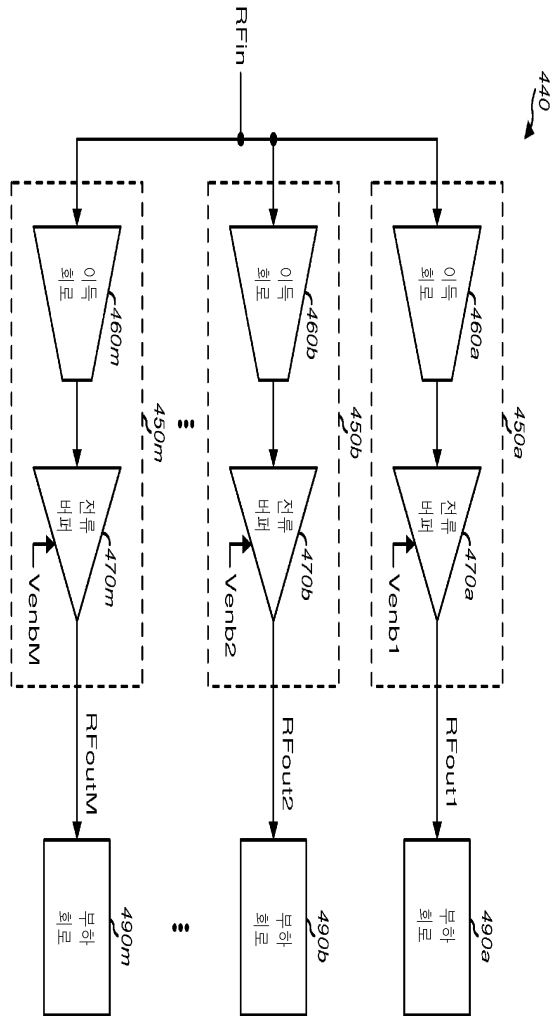 440
450a
460a
이득
회로
470a
전류
버퍼
Venb1
RFout1
490a
부하
회로
450b
460b
이득
회로
470b
전류
버퍼
Venb2
RFout2
490b
부하
회로
RFin
450m
460m
이득
회로
470m
전류
버퍼
VenbM
RFoutM
490m
부하
회로